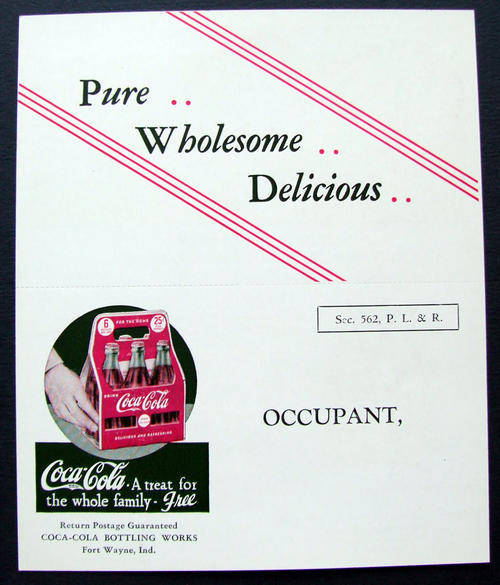 Pure ..
Wholesome ..
Delicious ..
Sec. 562, P. L. & R.
6
FOR THE HOME
25¢
DRINK
Coca-Cola
DELICIOUS AND REFRESHING
OCCUPANT,
Coca-Cola · A treat for
the whole family - Free
Return Postage Guaranteed
COCA-COLA BOTTLING WORKS
Fort Wayne, Ind.